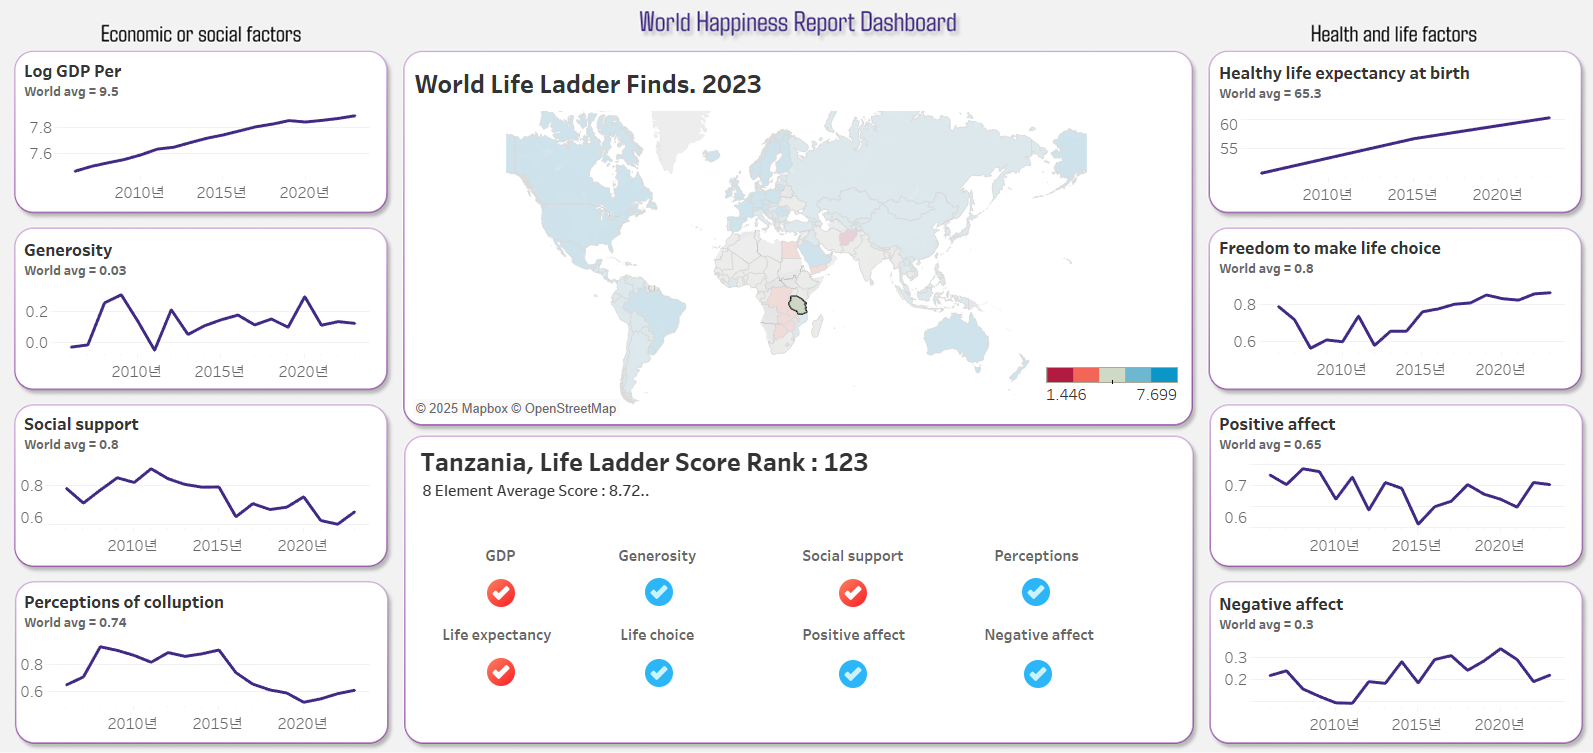 World Happiness Report Dashboard
Economic or social factors
Log GDP Per
World avg = 9.5
7.8
7.6
2010년 2015년 2020년
Generosity
World avg = 0.03
0.2
0.0
2010년 2015년 2020년
Social support
World avg = 0.8
0.8
0.6
2010년 2015년 2020년
Perceptions of colluption
World avg = 0.74
0.8
0.6
2010년 2015년 2020년
World Life Ladder Finds. 2023
1.446 7.699
© 2025 Mapbox © OpenStreetMap
Tanzania, Life Ladder Score Rank : 123
8 Element Average Score : 8.72..
GDP Generosity Social support Perceptions
Life expectancy Life choice Positive affect Negative affect
Health and life factors
Healthy life expectancy at birth
World avg = 65.3
60
55
2010년 2015년 2020년
Freedom to make life choice
World avg = 0.8
0.8
0.6
2010년 2015년 2020년
Positive affect
World avg = 0.65
0.7
0.6
2010년 2015년 2020년
Negative affect
World avg = 0.3
0.3
0.2
2010년 2015년 2020년